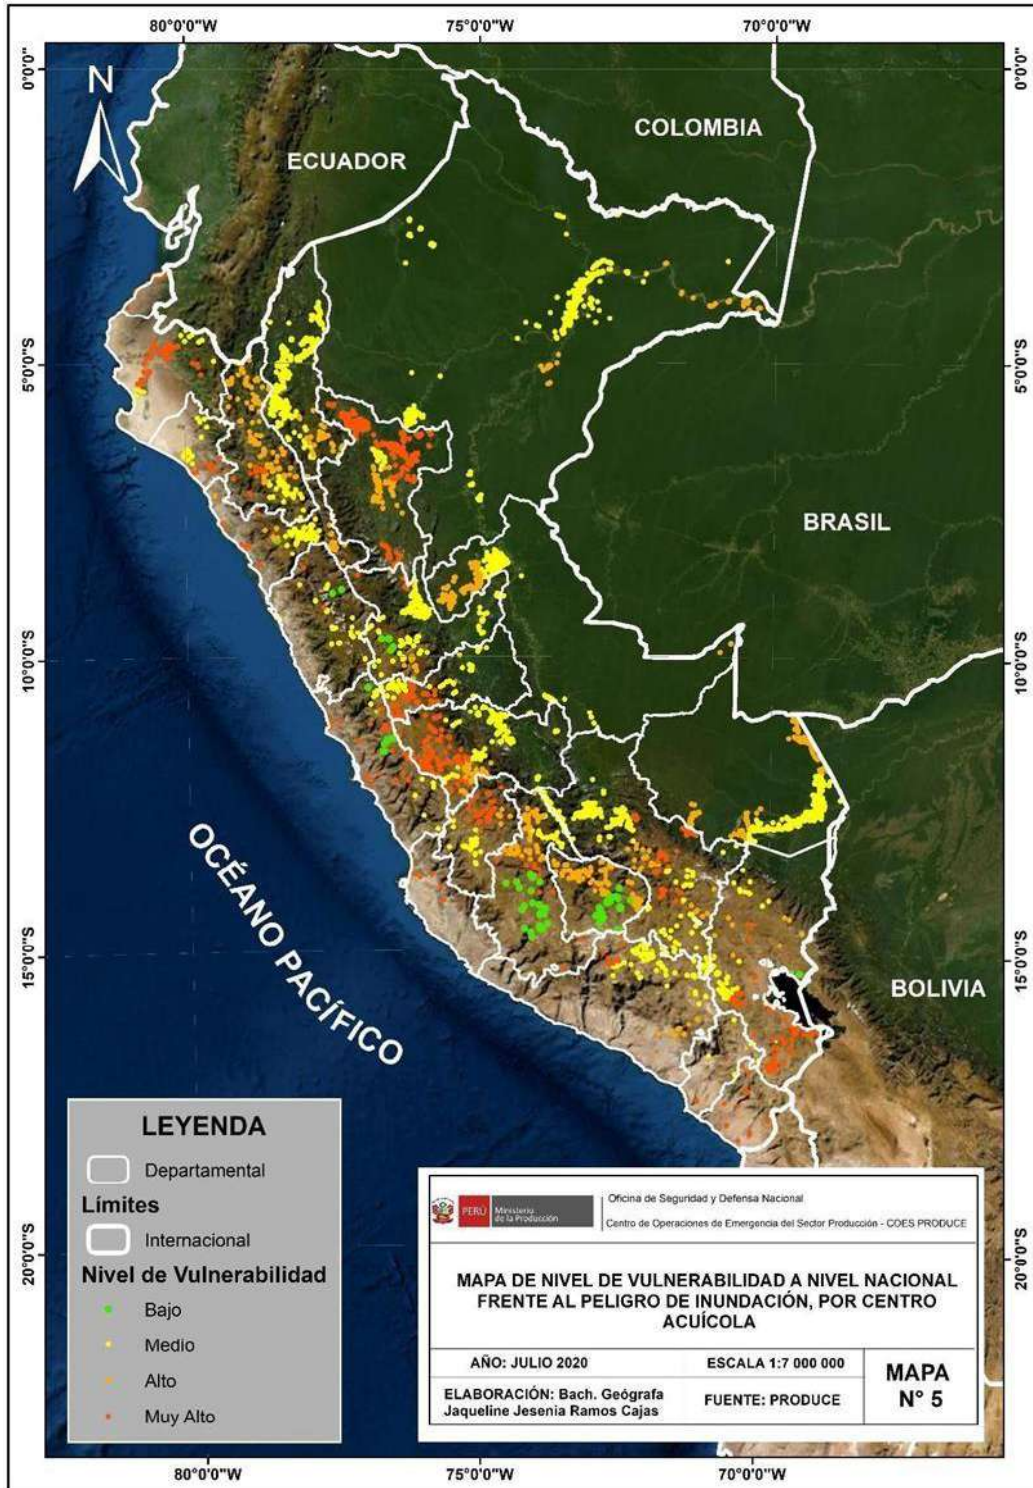 80°0'0"W
75°0'0"W
70°0'0"W
0°0'0"
0°0'0"
N
COLOMBIA
ECUADOR
5°0'0"S
5°0'0"S
BRASIL
10°0'0"S
10°0'0"S
OCÉANO PACÍFICO
15°0'0"S
15°0'0"S
BOLIVIA
LEYENDA
Departamental
Límites
Internacional
Nivel de Vulnerabilidad
Bajo
Medio
Alto
Muy Alto
20°0'0"S
20°0'0"S
PERÚ
Ministerio
de la Producción
Oficina de Seguridad y Defensa Nacional
Centro de Operaciones de Emergencia del Sector Producción - COES PRODUCE
MAPA DE NIVEL DE VULNERABILIDAD A NIVEL NACIONAL
FRENTE AL PELIGRO DE INUNDACIÓN, POR CENTRO
ACUÍCOLA
AÑO: JULIO 2020
ESCALA 1:7 000 000
ELABORACIÓN: Bach. Geógrafa
Jaqueline Jesenia Ramos Cajas
FUENTE: PRODUCE
MAPA
N° 5
80°0'0"W
75°0'0"W
70°0'0"W